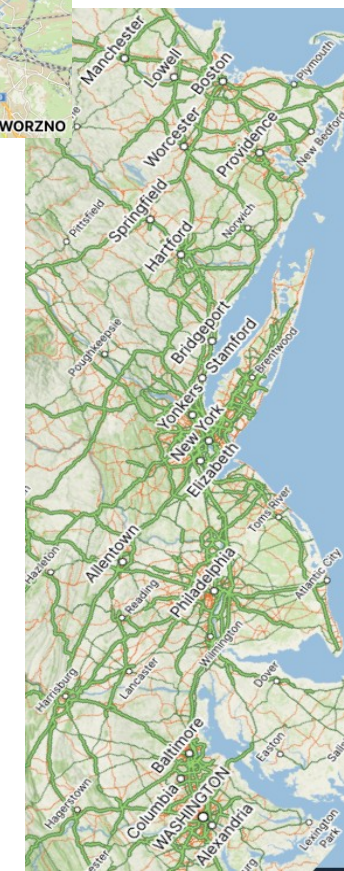 WORZNO
Manchester
Lowell
Boston
Plymouth
Worcester
Providence
New Bedford
Springfield
Pittsfield
Norwich
Hartford
Bridgeport
Stamford
Poughkeepsie
Brentwood
Yonkers
New York
Elizabeth
Toms River
Allentown
Hazleton
Philadelphia
Atlantic City
Reading
Wilmington
Lancaster
Harrisburg
Dover
Baltimore
Easton
Columbia
WASHINGTON
Hagerstown
Alexandria
Lexington
Park